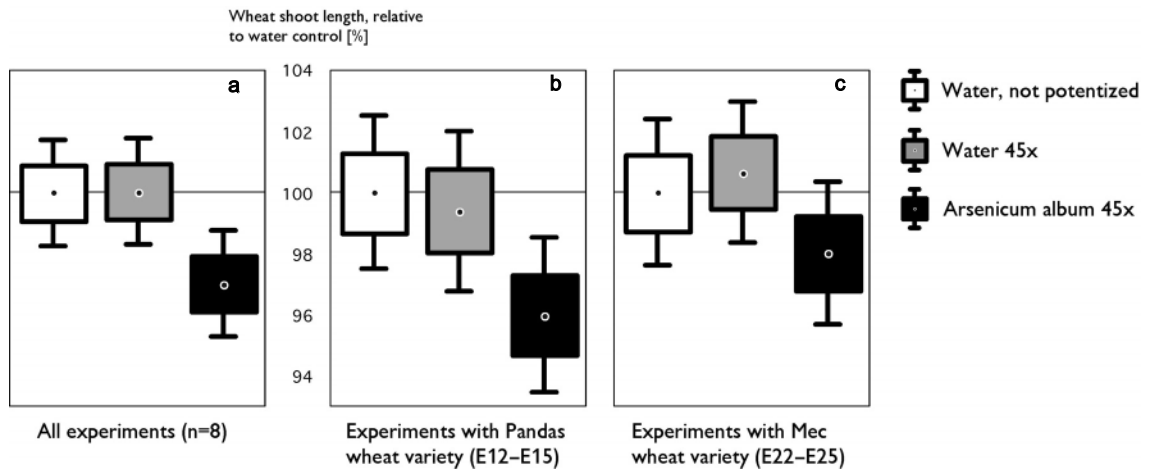 Wheat shoot length, relative
to water control [%]
104
102
100
98
96
94
a
b
c
Water, not potentized
Water 45x
Arsenicum album 45x
All experiments (n=8)
Experiments with Pandas
wheat variety (E12–E15)
Experiments with Mec
wheat variety (E22–E25)